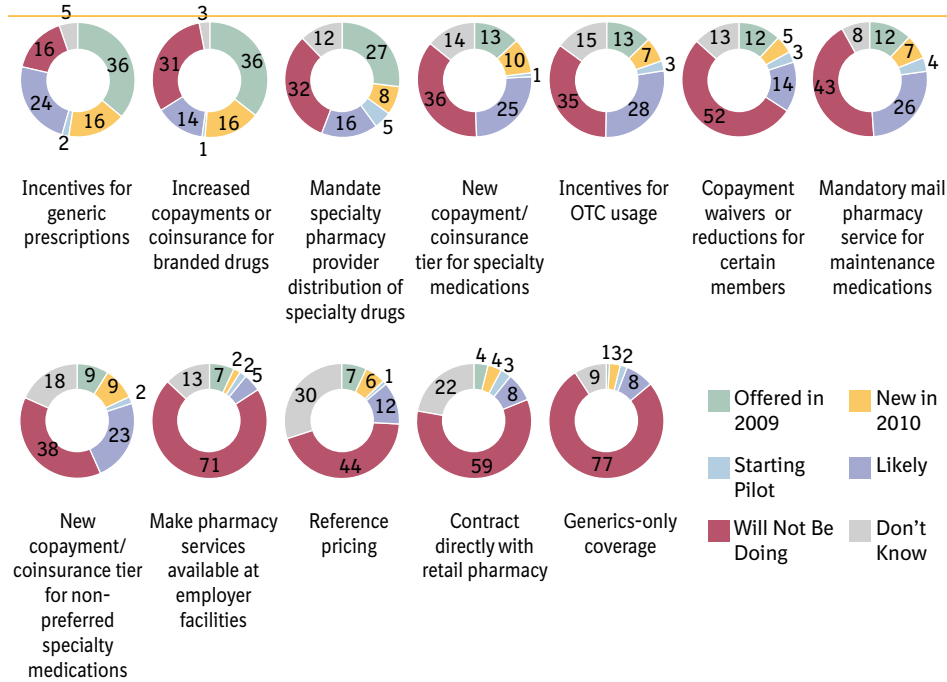 5
36
16
2
24
16
Incentives for
generic
prescriptions
3
36
16
1
14
31
Increased
copayments or
coinsurance for
branded drugs
12
27
8
5
16
32
Mandate
specialty
pharmacy
provider
distribution of
specialty drugs
14
13
10
1
25
36
New
copayment/
coinsurance
tier for specialty
medications
15
13
7
3
28
35
Incentives for
OTC usage
13
12
5
3
14
52
Copayment
waivers or
reductions for
certain
members
8
12
7
4
26
43
Mandatory mail
pharmacy
service for
maintenance
medications
18
9
9
2
23
38
New
copayment/
coinsurance tier
for non-
preferred
specialty
medications
13
7
2
2
5
71
Make pharmacy
services
available at
employer
facilities
30
7
6
1
12
44
Reference
pricing
22
4
4
3
8
59
Contract
directly with
retail pharmacy
9
1
3
2
8
77
Generics-only
coverage
Offered in
2009
New in
2010
Starting
Pilot
Likely
Will Not Be
Doing
Don't
Know